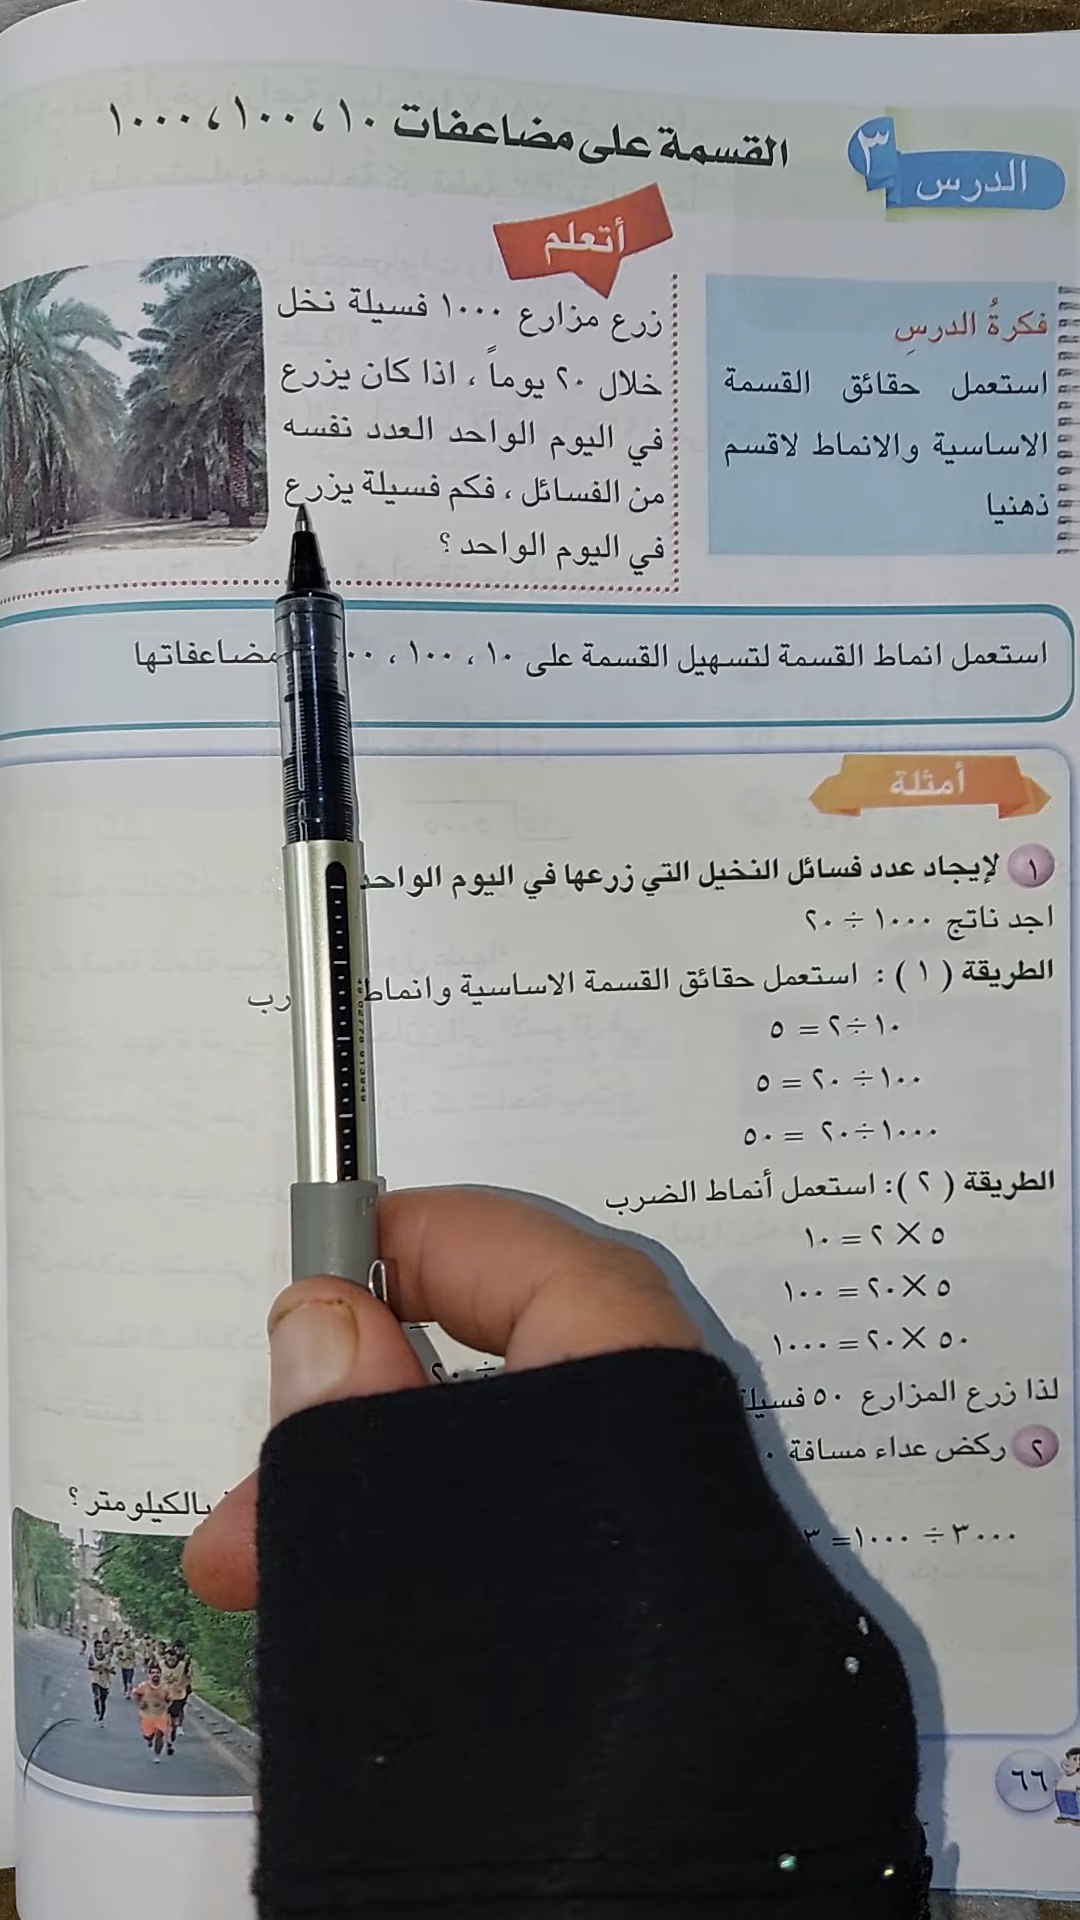 الدرس ٣
القسمة على مضاعفات ١٠ ، ١٠٠ ، ١٠٠٠
أتعلم
فكرةُ الدرسِ
استعمل حقائق القسمة
الاساسية والانماط لاقسم
ذهنيا
زرع مزارع ١٠٠٠ فسيلة نخل
خلال ٢٠ يوماً ، اذا كان يزرع
في اليوم الواحد العدد نفسه
من الفسائل ، فكم فسيلة يزرع
في اليوم الواحد ؟
استعمل انماط القسمة لتسهيل القسمة على ١٠ ، ١٠٠ ، مضاعفاتها
أمثلة
١ لإيجاد عدد فسائل النخيل التي زرعها في اليوم الواحد
اجد ناتج ١٠٠٠ ÷ ٢٠
الطريقة ( ١ ) : استعمل حقائق القسمة الاساسية وانماط
١٠ ÷ ٢ = ٥
١٠٠ ÷ ٢٠ = ٥
١٠٠٠ ÷ ٢٠ = ٥٠
الطريقة ( ٢ ): استعمل أنماط الضرب
٥ × ٢ = ١٠
٥ × ٢٠ = ١٠٠
٥٠ × ٢٠ = ١٠٠٠
÷ ٢٠
لذا زرع المزارع ٥٠ فسيلة
٢ ركض عداء مسافة
بالكيلومتر ؟
٣٠٠٠ ÷ ١٠٠٠ = ٣
٦٦